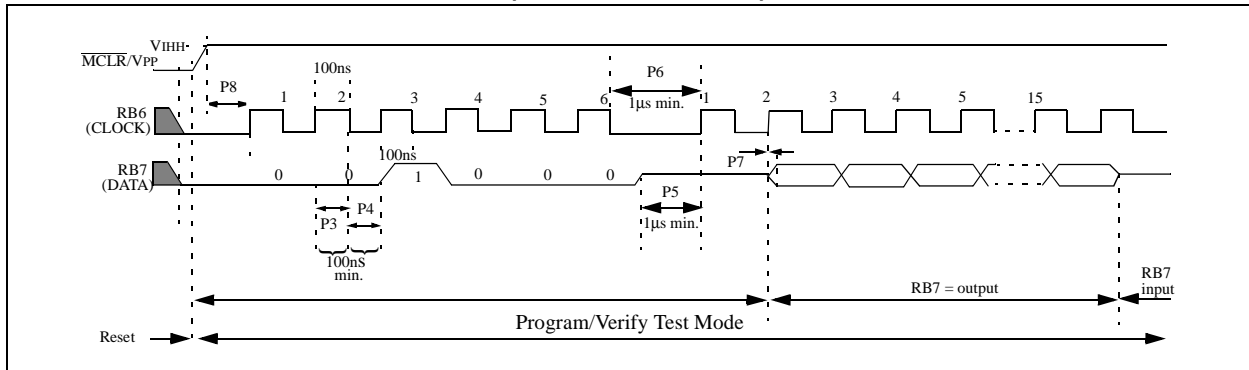 VIHH
MCLR/VPP
P8
100ns
P6
1µs min.
1 2 3 4 5 6 1 2 3 4 5 15
RB6
(CLOCK)
100ns
P7
RB7
(DATA)
0 0 1 0 0 0
P5
P3 P4
1µs min.
100ns
min.
RB7 = output
RB7
input
Program/Verify Test Mode
Reset